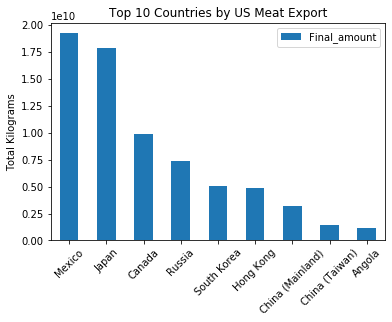 Top 10 Countries by US Meat Export
1e10
Final_amount
2.00
1.75
1.50
1.25
1.00
0.75
0.50
0.25
0.00
Total Kilograms
Mexico
Japan
Canada
Russia
South Korea
Hong Kong
China (Mainland)
China (Taiwan)
Angola